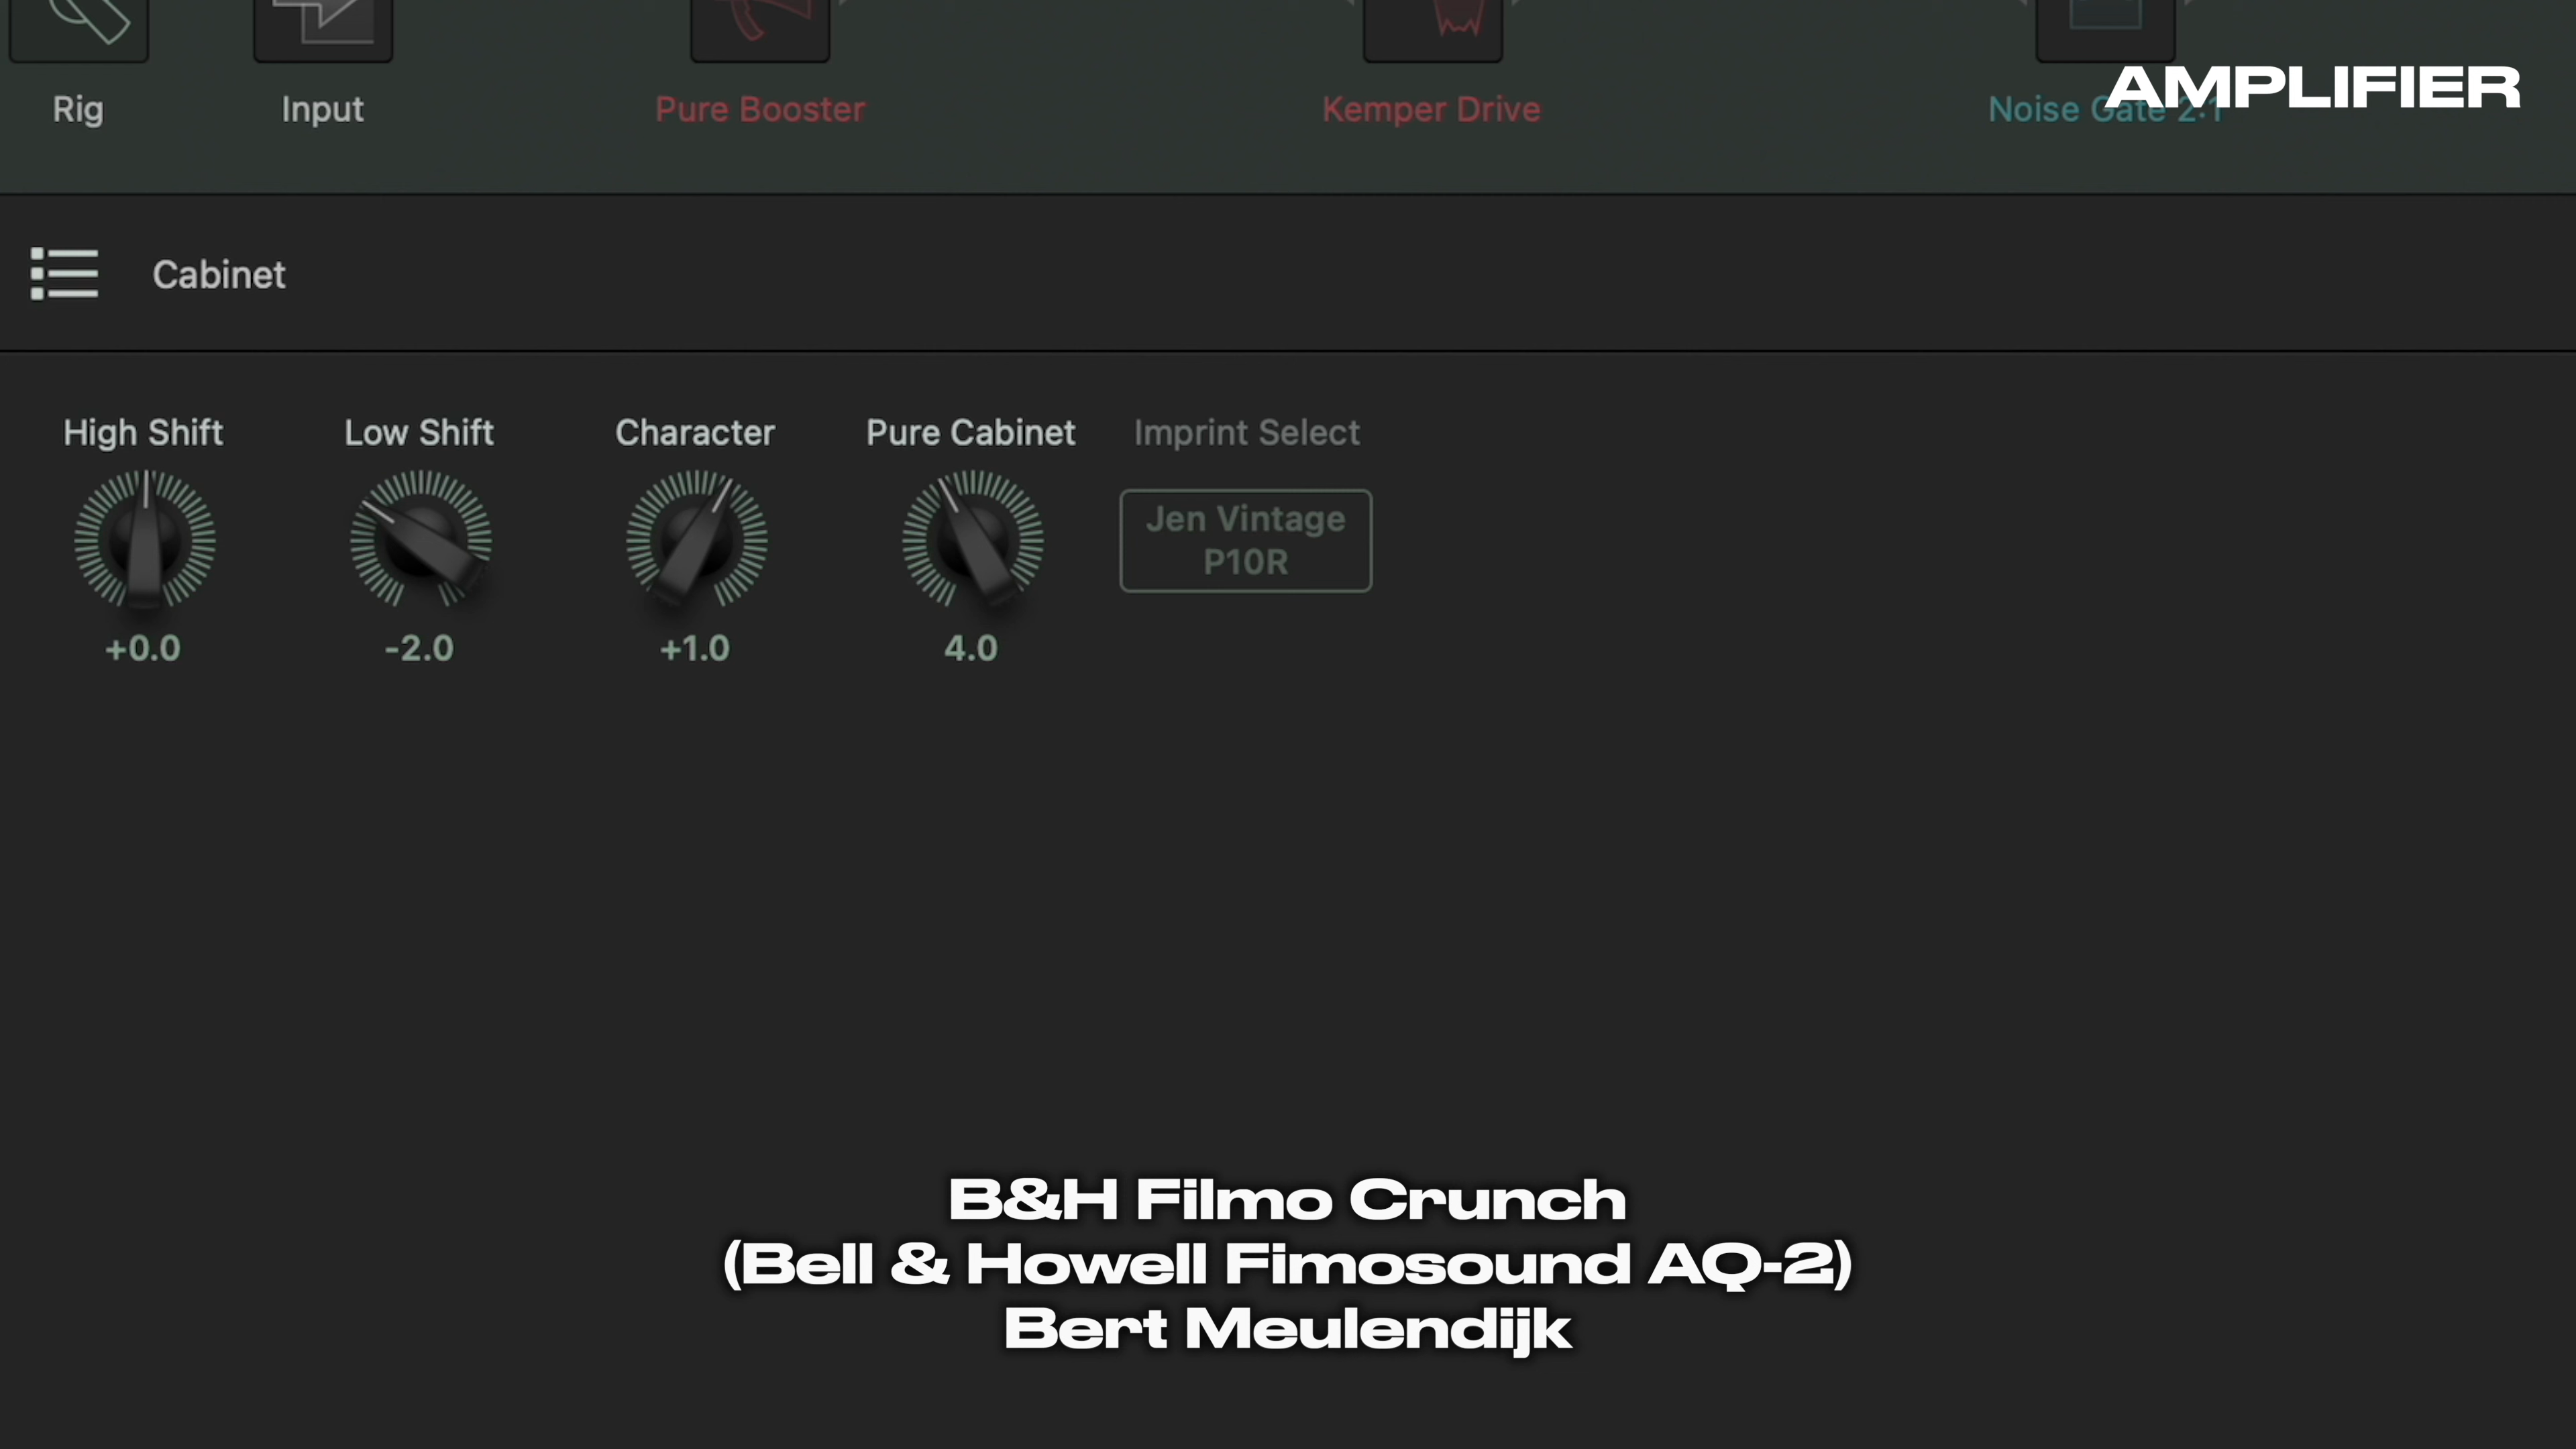 Rig
Input
Pure Booster
Kemper Drive
Noise Gate 2:1
AMPLIFIER
Cabinet
High Shift
Low Shift
Character
Pure Cabinet
Imprint Select
Jen Vintage
P10R
+0.0
-2.0
+1.0
4.0
B&H Filmo Crunch
(Bell & Howell Fimosound AQ-2)
Bert Meulendijk